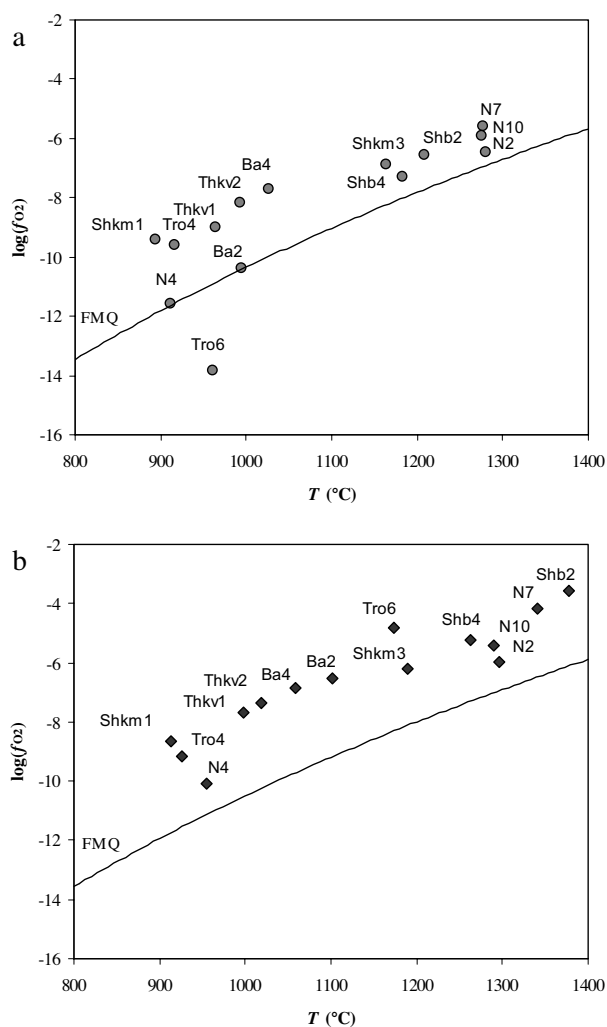 a
-2
-4
-6
-8
-10
-12
-14
-16
log(fO2)
N7
N10
N2
Shkm3
Shb2
Shb4
Ba4
Thkv2
Thkv1
Shkm1
Tro4
Ba2
N4
FMQ
Tro6
800 900 1000 1100 1200 1300 1400
T (°C)
b
-2
-4
-6
-8
-10
-12
-14
-16
log(fO2)
Shb2
N7
Tro6
Shb4
N10
N2
Shkm3
Ba2
Ba4
Thkv2
Thkv1
Shkm1
Tro4
N4
FMQ
800 900 1000 1100 1200 1300 1400
T (°C)